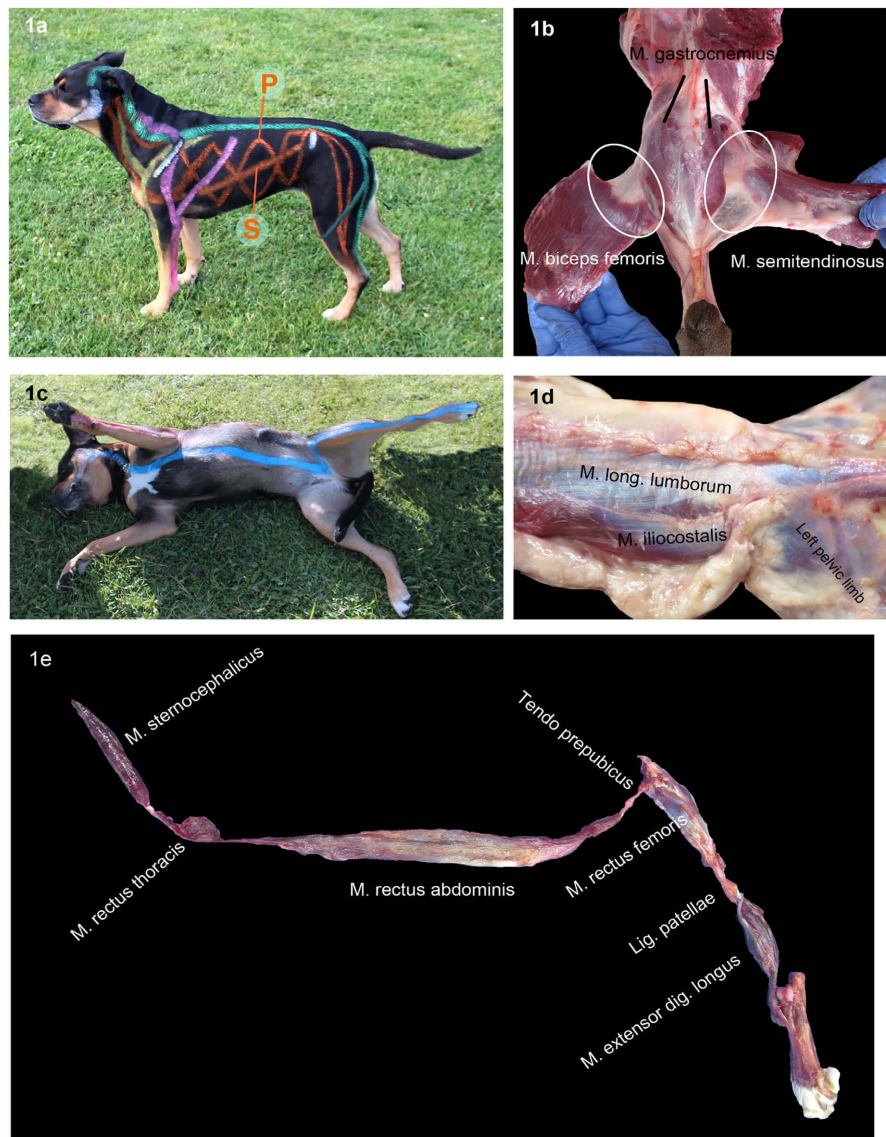 1a
P
S
1b
M. gastrocnemius
M. biceps femoris
M. semitendinosus
1c
1d
L4
M. long. lumborum
M. iliocostalis
Left pelvic limb
1e
M. sternocephalicus
M. rectus thoracis
M. rectus abdominis
Tendo prepubicus
M. rectus femoris
Lig. patellae
M. extensor dig. longus